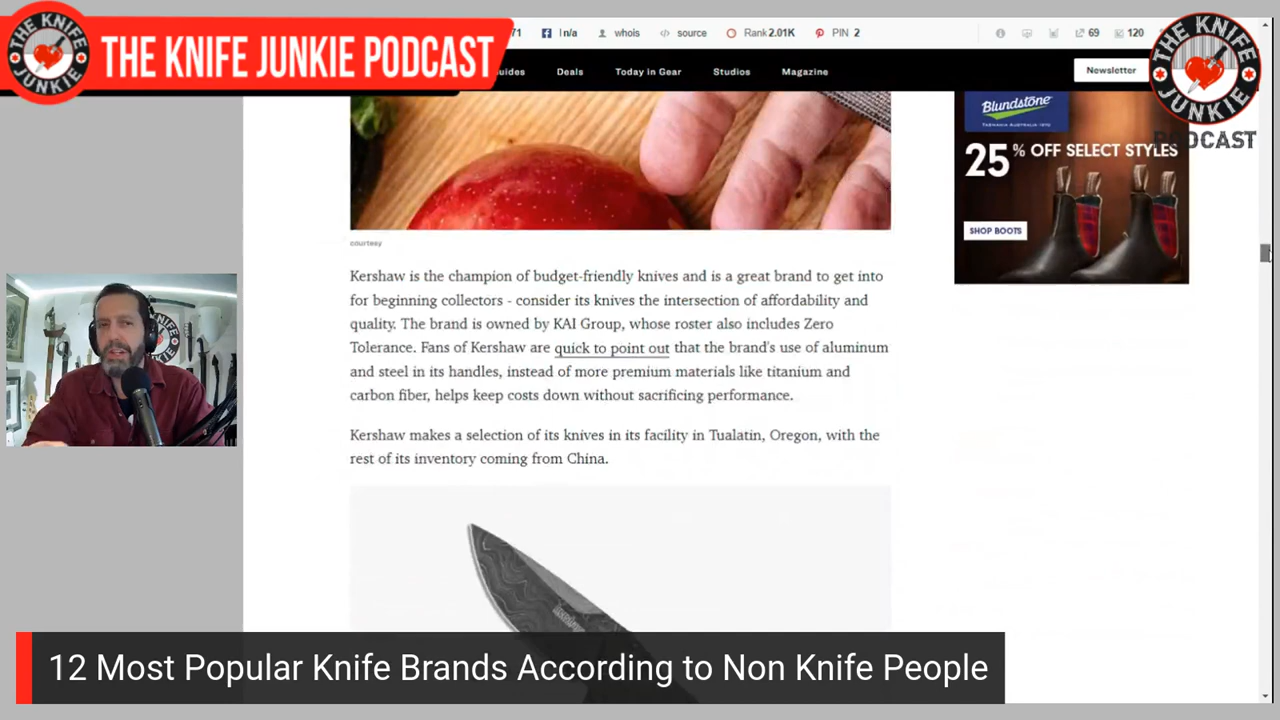 THE KNIFE JUNKIE
THE KNIFE JUNKIE PODCAST
71 n/a whois source Rank 2.01K PIN 2 69 120
uides Deals Today in Gear Studios Magazine Newsletter
THE KNIFE JUNKIE
PODCAST
Blundstone
TASMANIA AUSTRALIA 1870
25% OFF SELECT STYLES
SHOP BOOTS
courtesy
Kershaw is the champion of budget-friendly knives and is a great brand to get into
for beginning collectors - consider its knives the intersection of affordability and
quality. The brand is owned by KAI Group, whose roster also includes Zero
Tolerance. Fans of Kershaw are quick to point out that the brand's use of aluminum
and steel in its handles, instead of more premium materials like titanium and
carbon fiber, helps keep costs down without sacrificing performance.
Kershaw makes a selection of its knives in its facility in Tualatin, Oregon, with the
rest of its inventory coming from China.
12 Most Popular Knife Brands According to Non Knife People